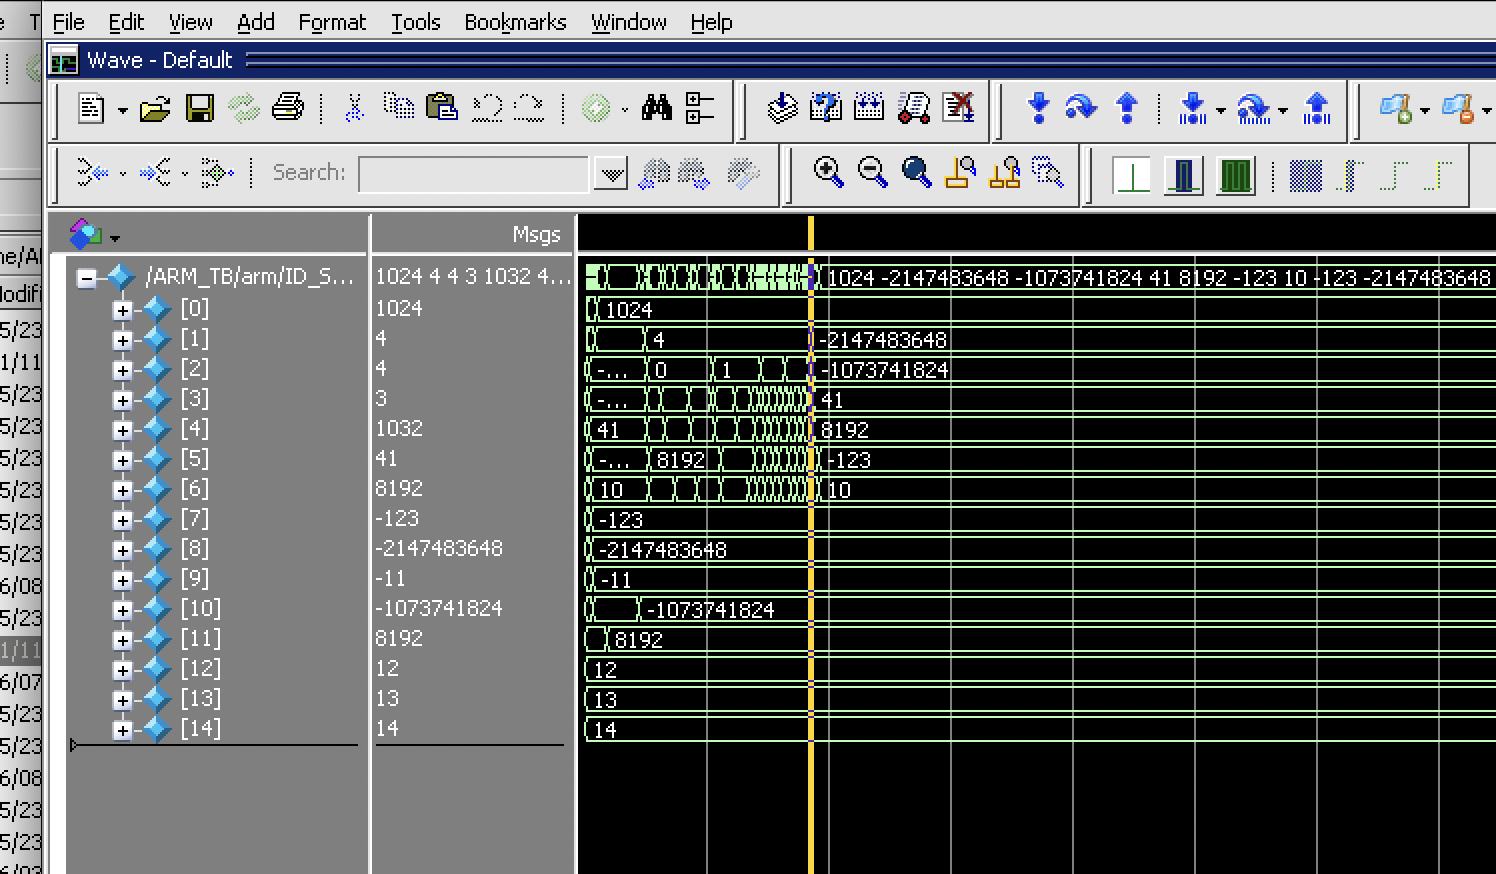 File Edit View Add Format Tools Bookmarks Window Help
Wave - Default
Search:
Msgs
/ARM_TB/arm/ID_S... 1024 4 4 3 1032 4... 1024 -2147483648 -1073741824 41 8192 -123 10 -123 -2147483648
[0] 1024 1024
[1] 4 4 -2147483648
[2] 4 -... 0 1 -1073741824
[3] 3 -... 41
[4] 1032 41 8192
[5] 41 -... 8192 -123
[6] 8192 10 10
[7] -123 -123
[8] -2147483648 -2147483648
[9] -11 -11
[10] -1073741824 -1073741824
[11] 8192 8192
[12] 12 12
[13] 13 13
[14] 14 14
5/23
1/11
5/23
5/23
5/23
5/23
5/23
5/23
6/08
5/23
1/11
6/07
5/23
5/23
6/08
5/23
5/23